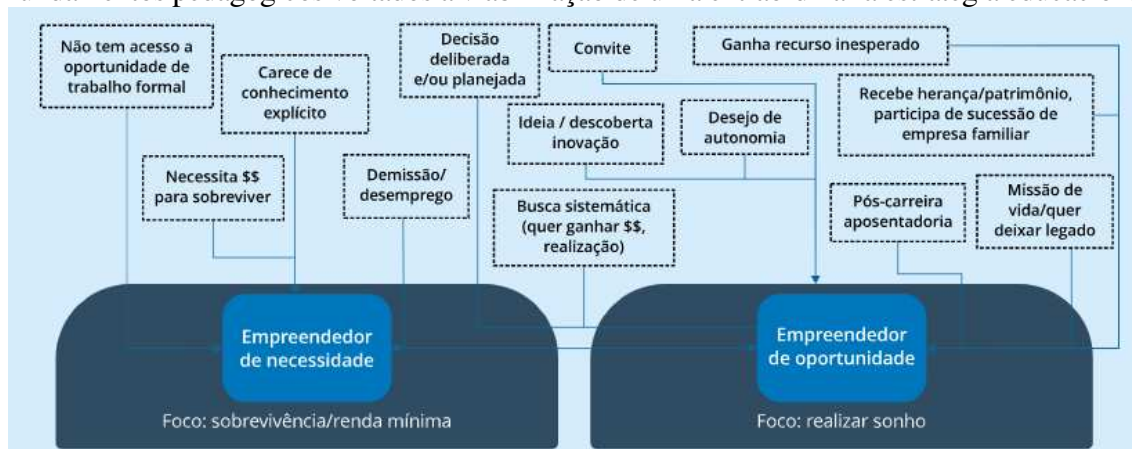 Não tem acesso a
oportunidade de
trabalho formal
Carece de
conhecimento
explícito
Necessita $$
para sobreviver
Demissão/
desemprego
Decisão
deliberada
e/ou planejada
Convite
Ganha recurso inesperado
Ideia / descoberta
inovação
Desejo de
autonomia
Recebe herança/patrimônio,
participa de sucessão de
empresa familiar
Busca sistemática
(quer ganhar $$,
realização)
Pós-carreira
aposentadoria
Missão de
vida/quer
deixar legado
Empreendedor
de necessidade
Foco: sobrevivência/renda mínima
Empreendedor
de oportunidade
Foco: realizar sonho